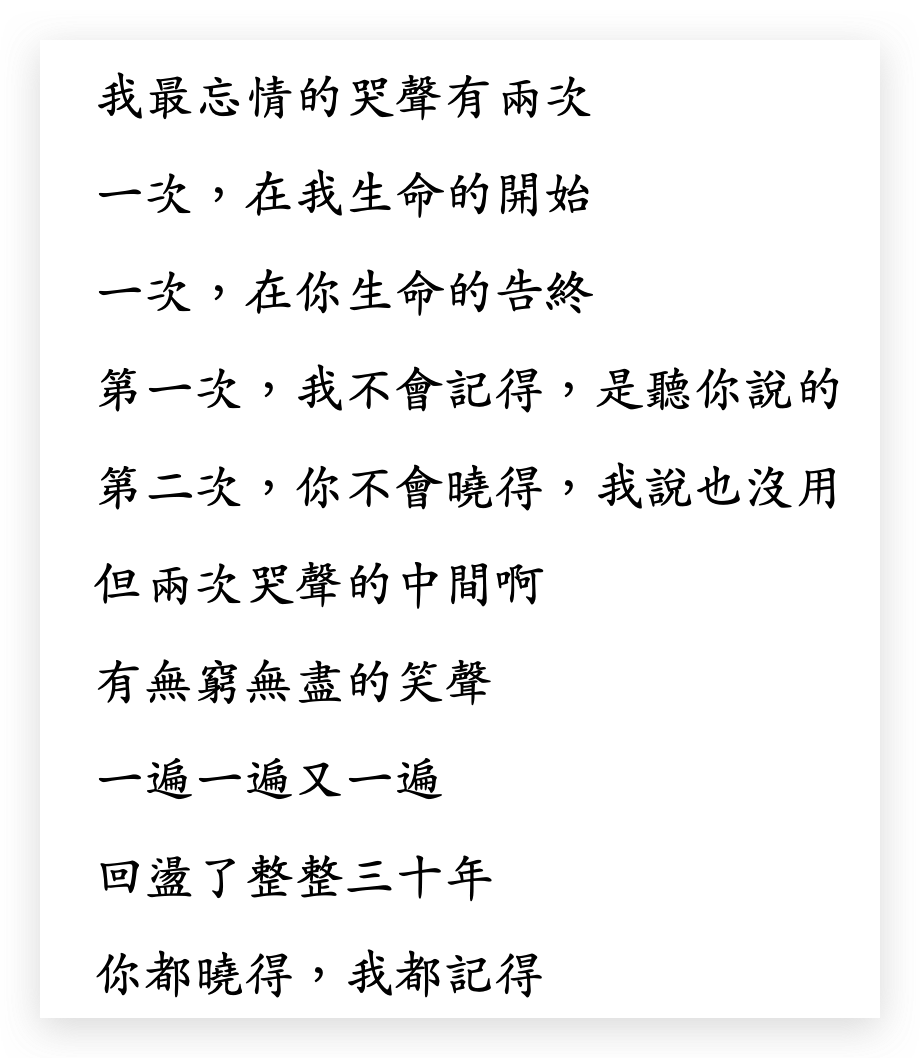 我最忘情的哭聲有兩次
一次，在我生命的開始
一次，在你生命的告終
第一次，我不會記得，是聽你說的
第二次，你不會曉得，我說也沒用
但兩次哭聲的中間啊
有無窮無盡的笑聲
一遍一遍又一遍
回盪了整整三十年
你都曉得，我都記得